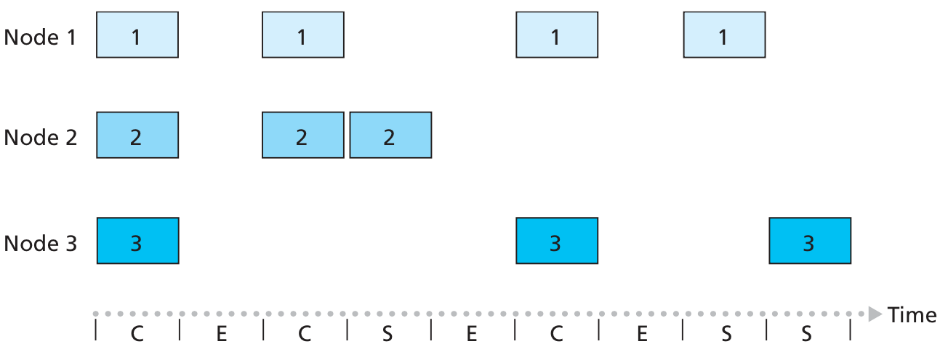 Node 1 1 1 1 1
Node 2 2 2 2
Node 3 3 3 3
Time
C E C S E C E S S